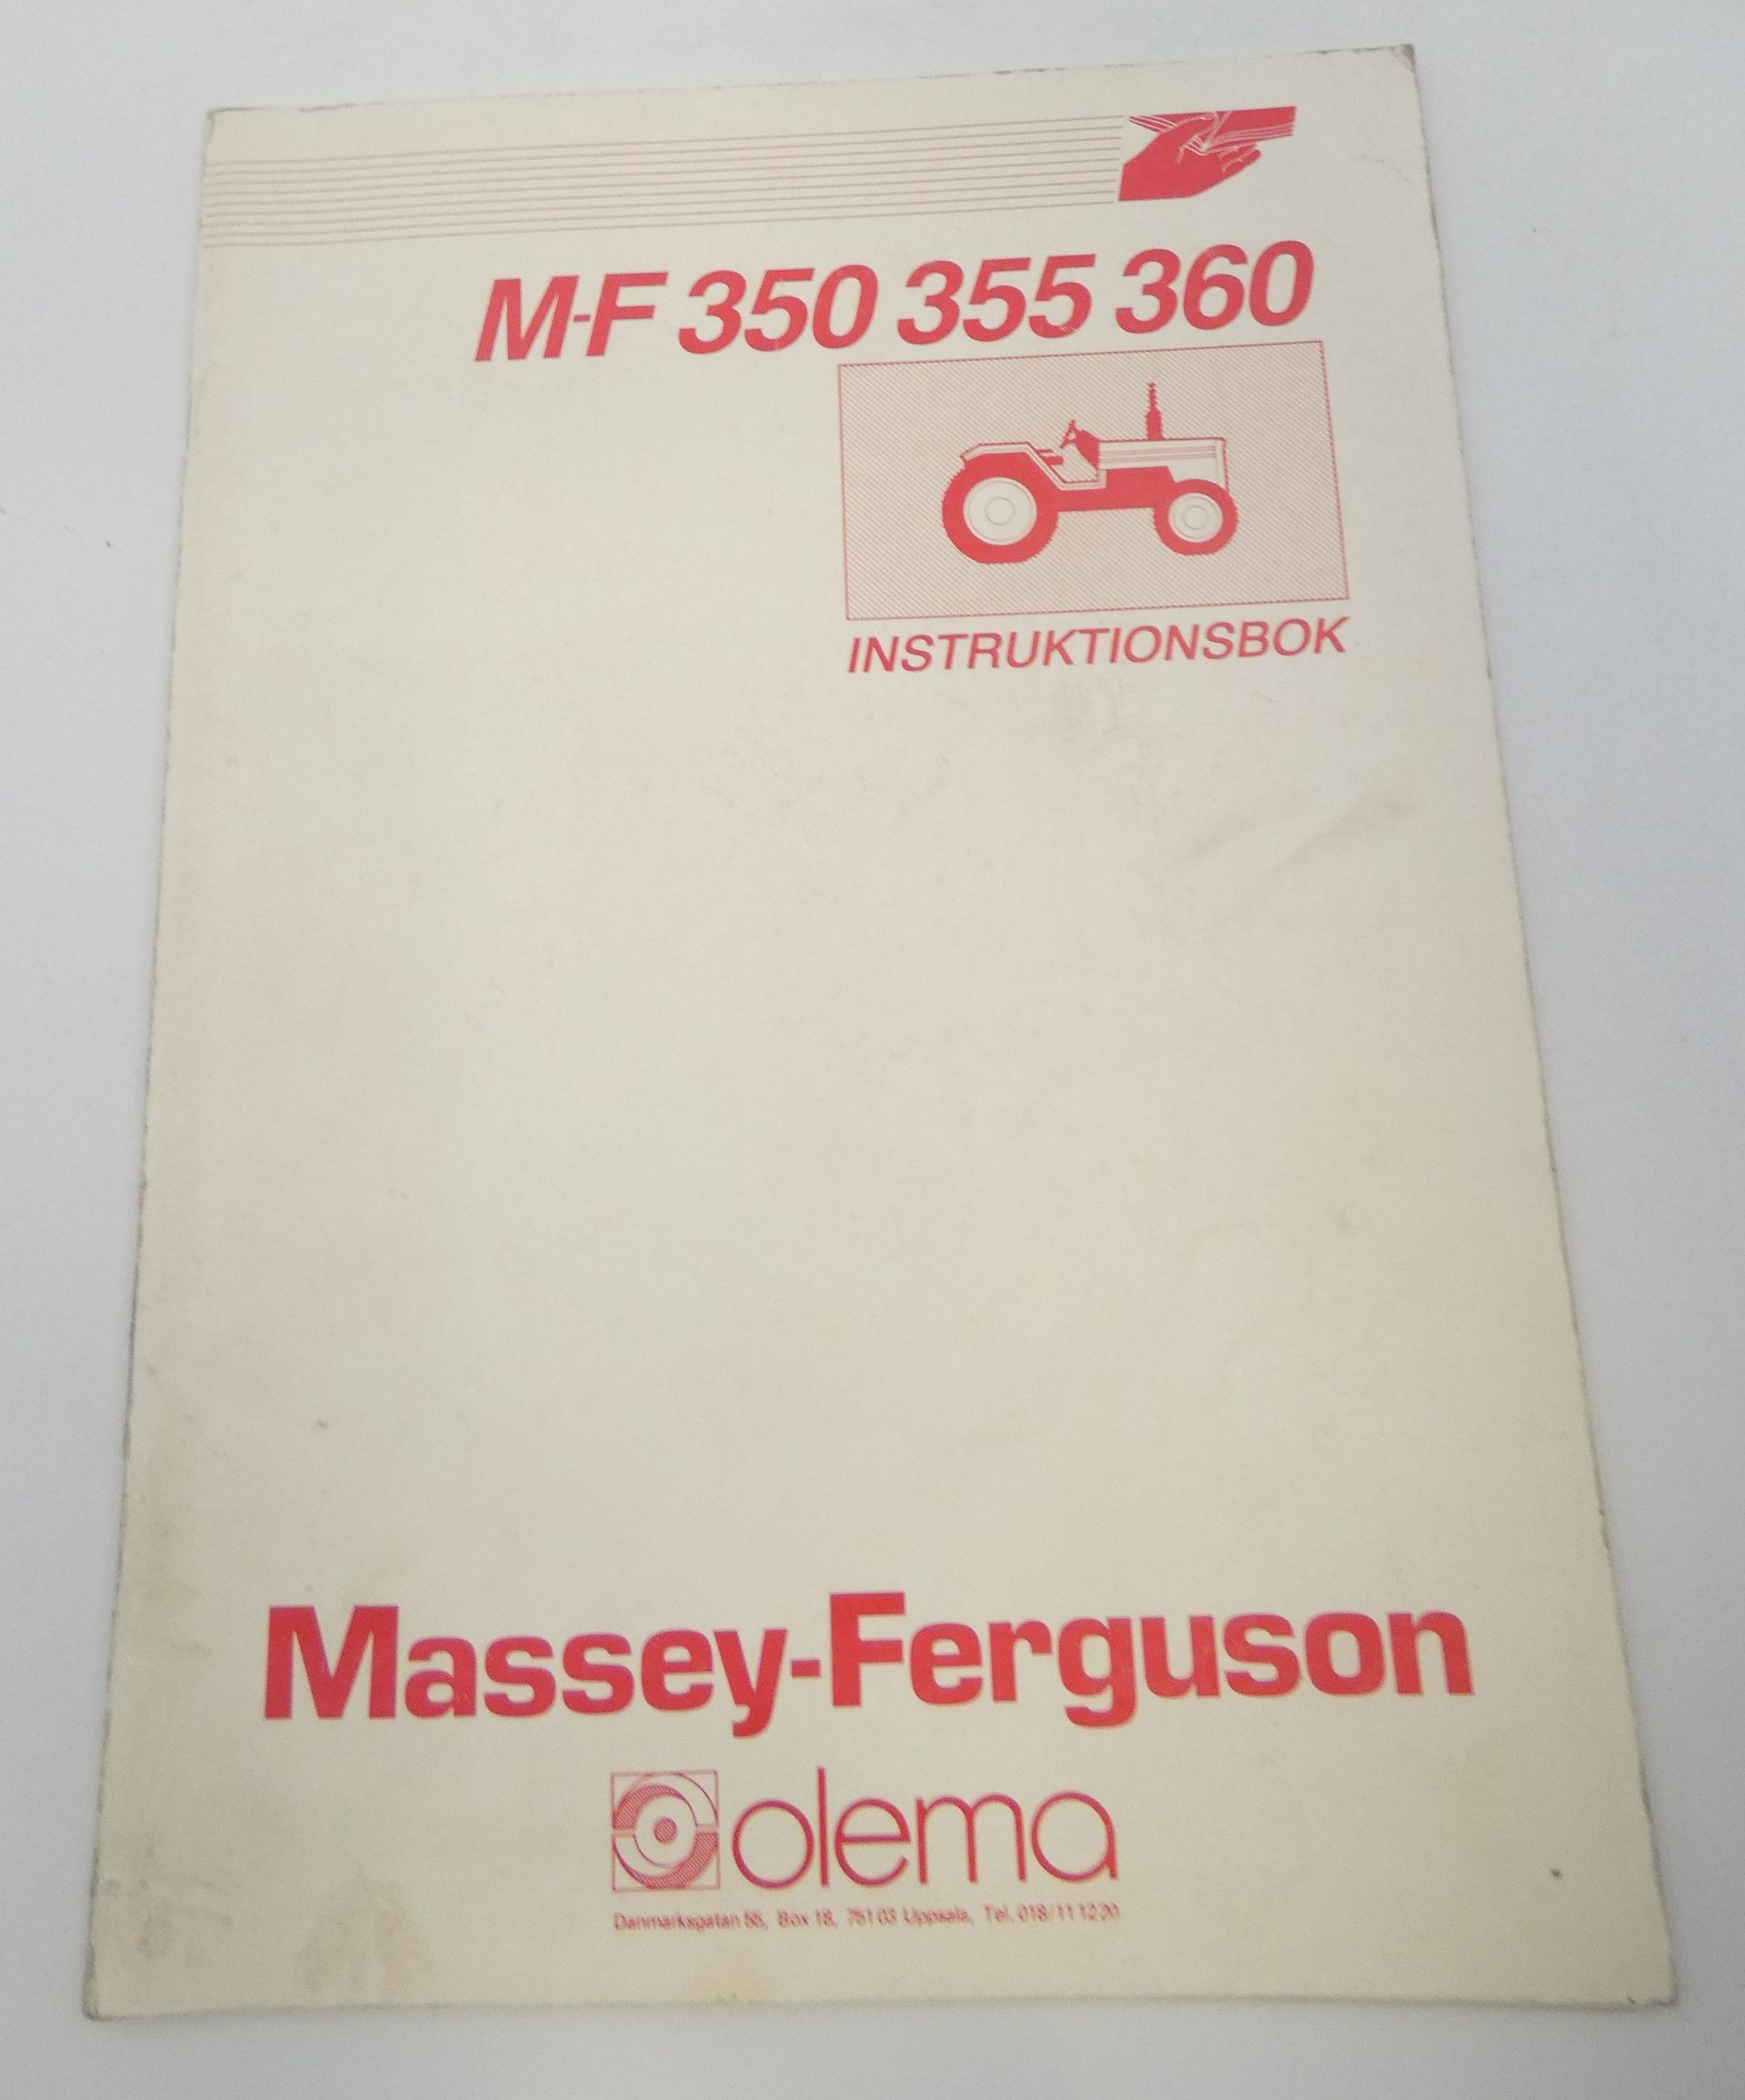 M-F 350 355 360
INSTRUKTIONSBOK
Massey-Ferguson
olema
Danmarksgatan 55, Box 18, 751 03 Uppsala, Tel. 018/11 12 20